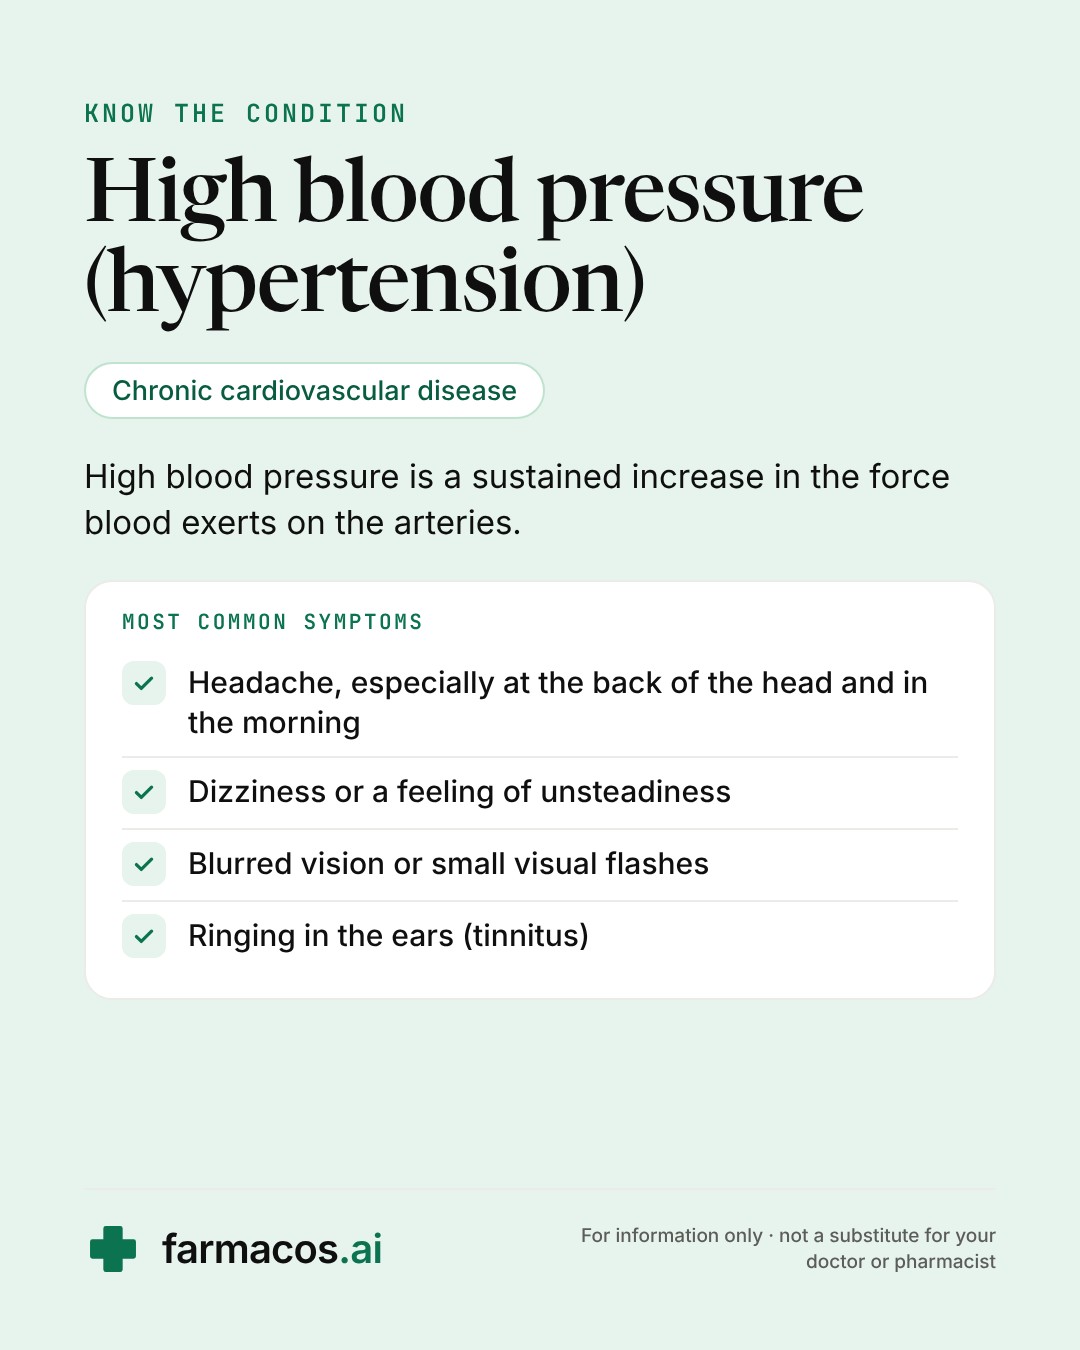 KNOW THE CONDITION
High blood pressure
(hypertension)
Chronic cardiovascular disease
High blood pressure is a sustained increase in the force
blood exerts on the arteries.
MOST COMMON SYMPTOMS
Headache, especially at the back of the head and in
the morning
Dizziness or a feeling of unsteadiness
Blurred vision or small visual flashes
Ringing in the ears (tinnitus)
farmacos.ai
For information only · not a substitute for your
doctor or pharmacist